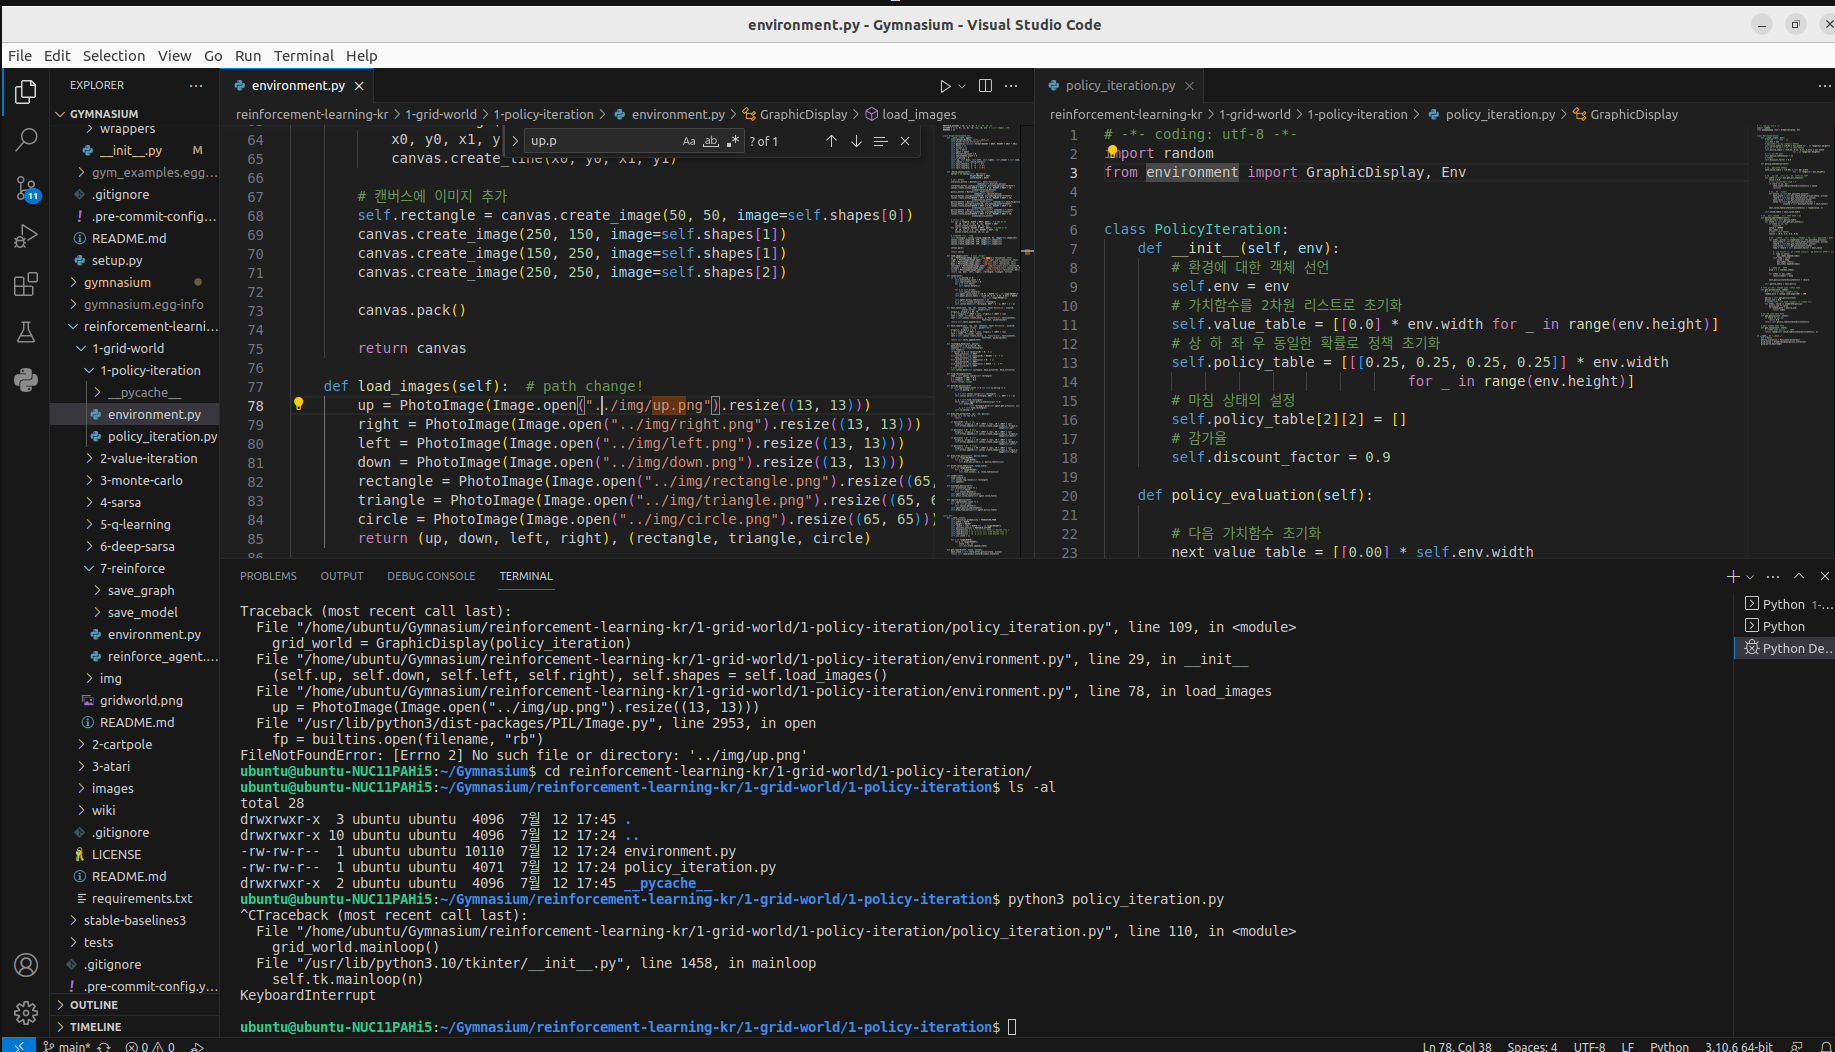 environment.py - Gymnasium - Visual Studio Code
File Edit Selection View Go Run Terminal Help
EXPLORER
GYMNASIUM
wrappers
__init__.py M
gym_examples.egg...
.gitignore
.pre-commit-config...
README.md
setup.py
gymnasium
gymnasium.egg-info
reinforcement-learni...
1-grid-world
1-policy-iteration
__pycache__
environment.py
policy_iteration.py
2-value-iteration
3-monte-carlo
4-sarsa
5-q-learning
6-deep-sarsa
7-reinforce
save_graph
save_model
environment.py
reinforce_agent....
img
gridworld.png
README.md
2-cartpole
3-atari
images
wiki
.gitignore
LICENSE
README.md
requirements.txt
stable-baselines3
tests
.gitignore
.pre-commit-config.y...
OUTLINE
TIMELINE
11
environment.py
reinforcement-learning-kr > 1-grid-world > 1-policy-iteration > environment.py > GraphicDisplay > load_images
up.p Aa ab ? of 1
64 x0, y0, x1, y
65 canvas.create_line(x0, y0, x1, y1)
66
67 # 캔버스에 이미지 추가
68 self.rectangle = canvas.create_image(50, 50, image=self.shapes[0])
69 canvas.create_image(250, 150, image=self.shapes[1])
70 canvas.create_image(150, 250, image=self.shapes[1])
71 canvas.create_image(250, 250, image=self.shapes[2])
72
73 canvas.pack()
74
75 return canvas
76
77 def load_images(self):  # path change!
78 up = PhotoImage(Image.open("../img/up.png").resize((13, 13)))
79 right = PhotoImage(Image.open("../img/right.png").resize((13, 13)))
80 left = PhotoImage(Image.open("../img/left.png").resize((13, 13)))
81 down = PhotoImage(Image.open("../img/down.png").resize((13, 13)))
82 rectangle = PhotoImage(Image.open("../img/rectangle.png").resize((65,
83 triangle = PhotoImage(Image.open("../img/triangle.png").resize((65, 6
84 circle = PhotoImage(Image.open("../img/circle.png").resize((65, 65)))
85 return (up, down, left, right), (rectangle, triangle, circle)
86
policy_iteration.py
reinforcement-learning-kr > 1-grid-world > 1-policy-iteration > policy_iteration.py > GraphicDisplay
1 # -*- coding: utf-8 -*-
2 import random
3 from environment import GraphicDisplay, Env
4
5
6 class PolicyIteration:
7 def __init__(self, env):
8 # 환경에 대한 객체 선언
9 self.env = env
10 # 가치함수를 2차원 리스트로 초기화
11 self.value_table = [[0.0] * env.width for _ in range(env.height)]
12 # 상 하 좌 우 동일한 확률로 정책 초기화
13 self.policy_table = [[[0.25, 0.25, 0.25, 0.25]] * env.width
14 for _ in range(env.height)]
15 # 마침 상태의 설정
16 self.policy_table[2][2] = []
17 # 감가율
18 self.discount_factor = 0.9
19
20 def policy_evaluation(self):
21
22 # 다음 가치함수 초기화
23 next_value_table = [[0.00] * self.env.width
PROBLEMS OUTPUT DEBUG CONSOLE TERMINAL
Traceback (most recent call last):
File "/home/ubuntu/Gymnasium/reinforcement-learning-kr/1-grid-world/1-policy-iteration/policy_iteration.py", line 109, in <module>
grid_world = GraphicDisplay(policy_iteration)
File "/home/ubuntu/Gymnasium/reinforcement-learning-kr/1-grid-world/1-policy-iteration/environment.py", line 29, in __init__
(self.up, self.down, self.left, self.right), self.shapes = self.load_images()
File "/home/ubuntu/Gymnasium/reinforcement-learning-kr/1-grid-world/1-policy-iteration/environment.py", line 78, in load_images
up = PhotoImage(Image.open("../img/up.png").resize((13, 13)))
File "/usr/lib/python3/dist-packages/PIL/Image.py", line 2953, in open
fp = builtins.open(filename, "rb")
FileNotFoundError: [Errno 2] No such file or directory: '../img/up.png'
ubuntu@ubuntu-NUC11PAHi5:~/Gymnasium$ cd reinforcement-learning-kr/1-grid-world/1-policy-iteration/
ubuntu@ubuntu-NUC11PAHi5:~/Gymnasium/reinforcement-learning-kr/1-grid-world/1-policy-iteration$ ls -al
total 28
drwxrwxr-x  3 ubuntu ubuntu  4096  7월  12 17:45 .
drwxrwxr-x 10 ubuntu ubuntu  4096  7월  12 17:24 ..
-rw-rw-r--  1 ubuntu ubuntu 10110  7월  12 17:24 environment.py
-rw-rw-r--  1 ubuntu ubuntu  4071  7월  12 17:24 policy_iteration.py
drwxrwxr-x  2 ubuntu ubuntu  4096  7월  12 17:45 __pycache__
ubuntu@ubuntu-NUC11PAHi5:~/Gymnasium/reinforcement-learning-kr/1-grid-world/1-policy-iteration$ python3 policy_iteration.py
^CTraceback (most recent call last):
File "/home/ubuntu/Gymnasium/reinforcement-learning-kr/1-grid-world/1-policy-iteration/policy_iteration.py", line 110, in <module>
grid_world.mainloop()
File "/usr/lib/python3.10/tkinter/__init__.py", line 1458, in mainloop
self.tk.mainloop(n)
KeyboardInterrupt
ubuntu@ubuntu-NUC11PAHi5:~/Gymnasium/reinforcement-learning-kr/1-grid-world/1-policy-iteration$
Python 1-...
Python
Python De...
main* 0 0 Ln 78, Col 38 Spaces: 4 UTF-8 LF Python 3.10.6 64-bit